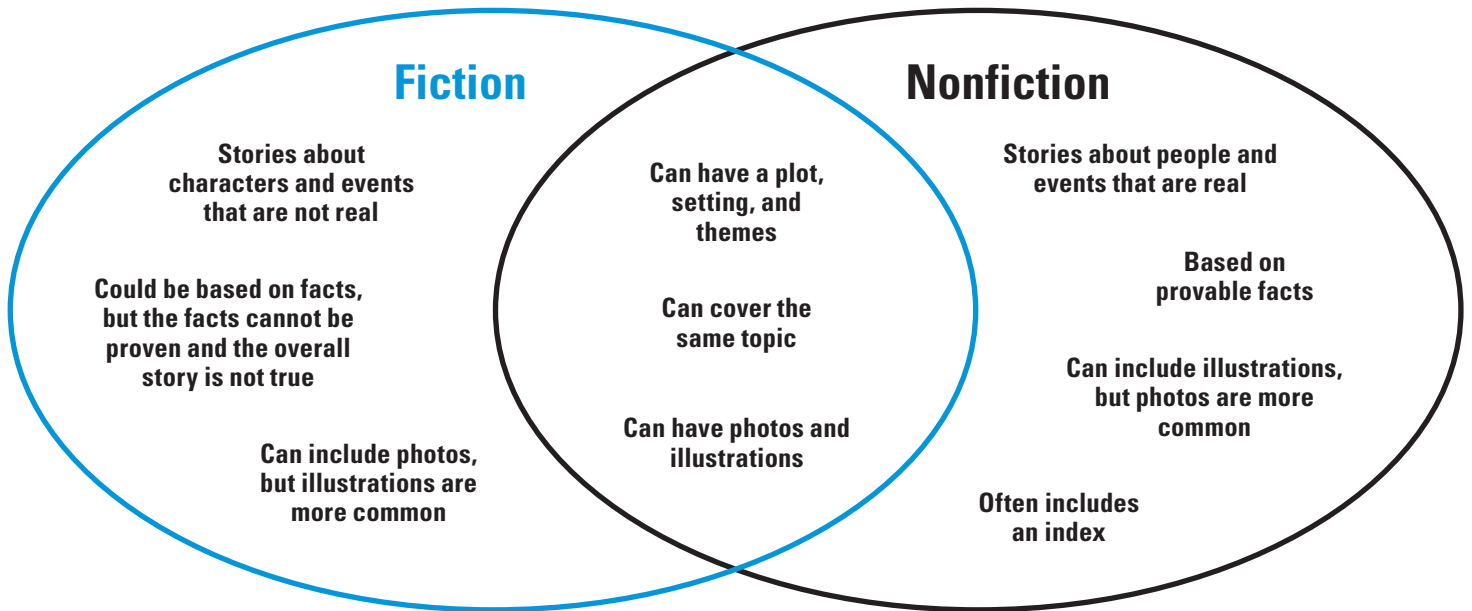 Fiction
Stories about
characters and events
that are not real
Could be based on facts,
but the facts cannot be
proven and the overall
story is not true
Can include photos,
but illustrations are
more common
Can have a plot,
setting, and
themes
Can cover the
same topic
Can have photos and
illustrations
Nonfiction
Stories about people and
events that are real
Based on
provable facts
Can include illustrations,
but photos are more
common
Often includes
an index